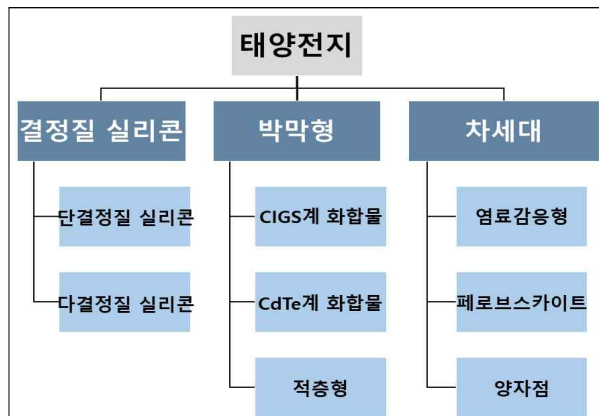 태양전지
결정질 실리콘
박막형
차세대
단결정질 실리콘
CIGS계 화합물
염료감응형
다결정질 실리콘
CdTe계 화합물
페로브스카이트
적층형
양자점